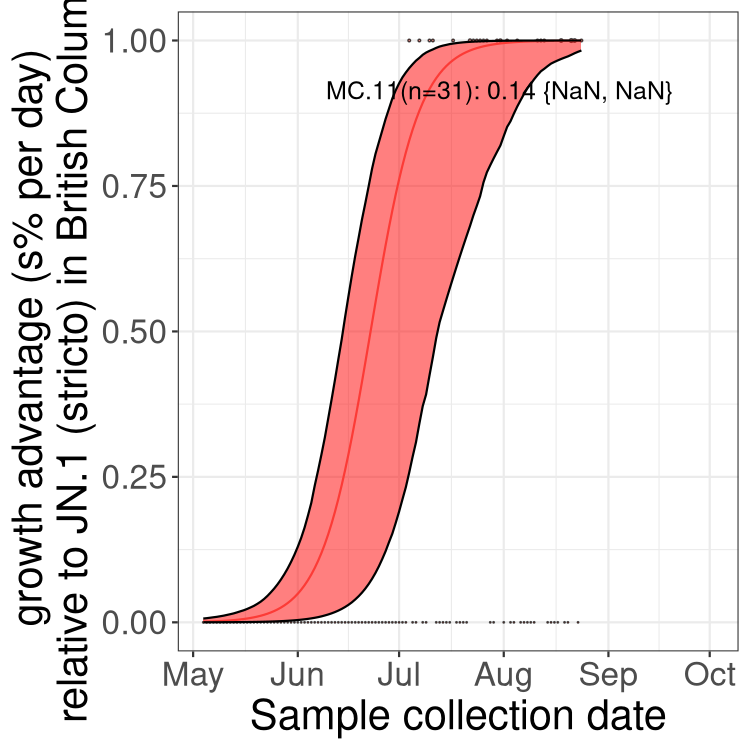 growth advantage (s% per day)
relative to JN.1 (stricto) in British Colum
1.00
0.75
0.50
0.25
0.00
MC.11(n=31): 0.14 {NaN, NaN}
May Jun Jul Aug Sep Oct
Sample collection date